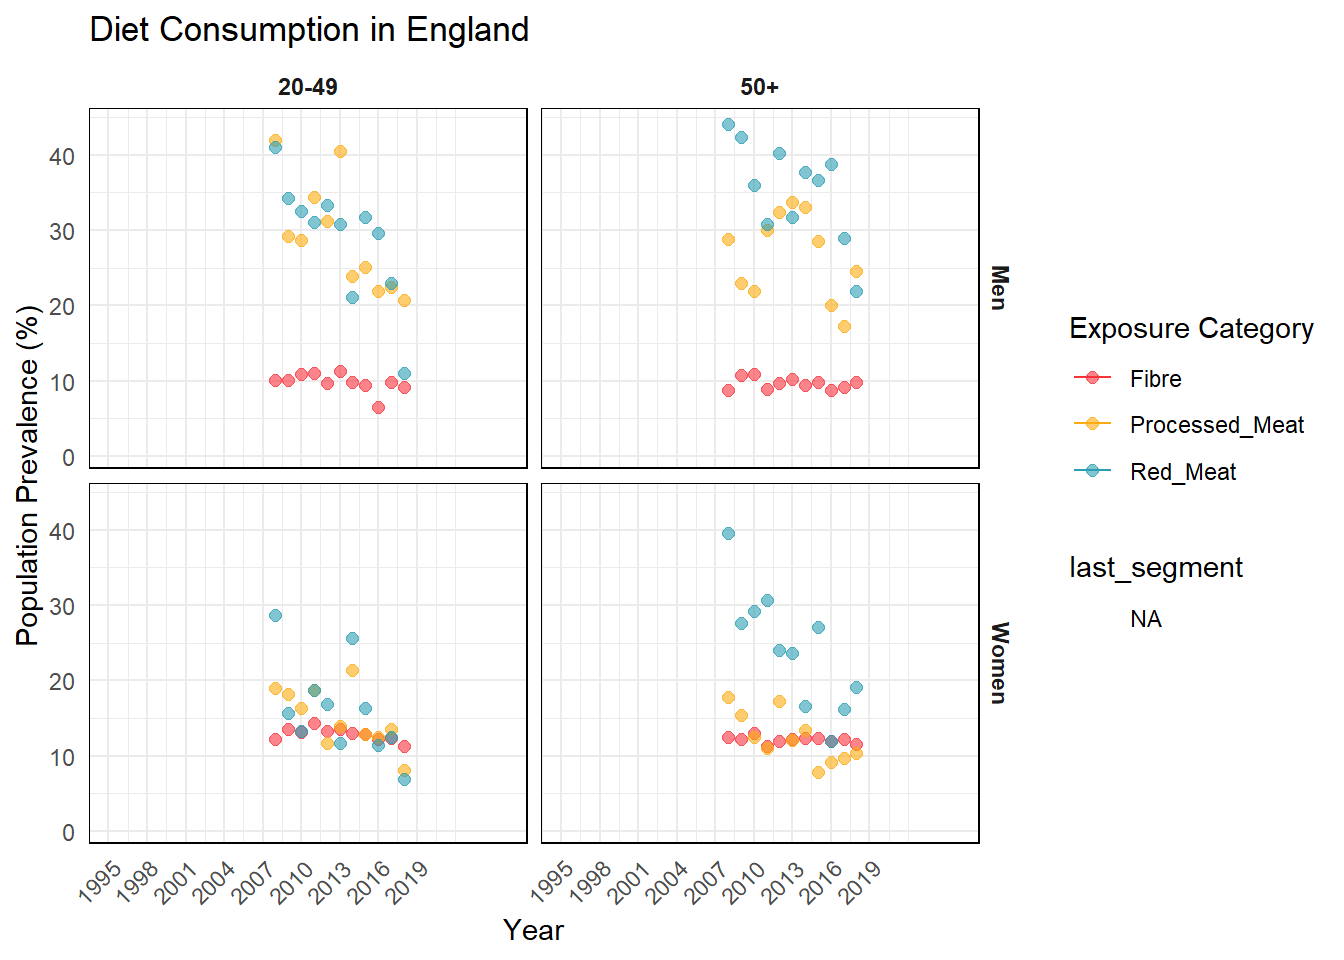 Diet Consumption in England
20-49
50+
40
30
20
10
0
Men
40
30
20
10
0
Women
Population Prevalence (%)
1995
1998
2001
2004
2007
2010
2013
2016
2019
1995
1998
2001
2004
2007
2010
2013
2016
2019
Year
Exposure Category
Fibre
Processed_Meat
Red_Meat
last_segment
NA